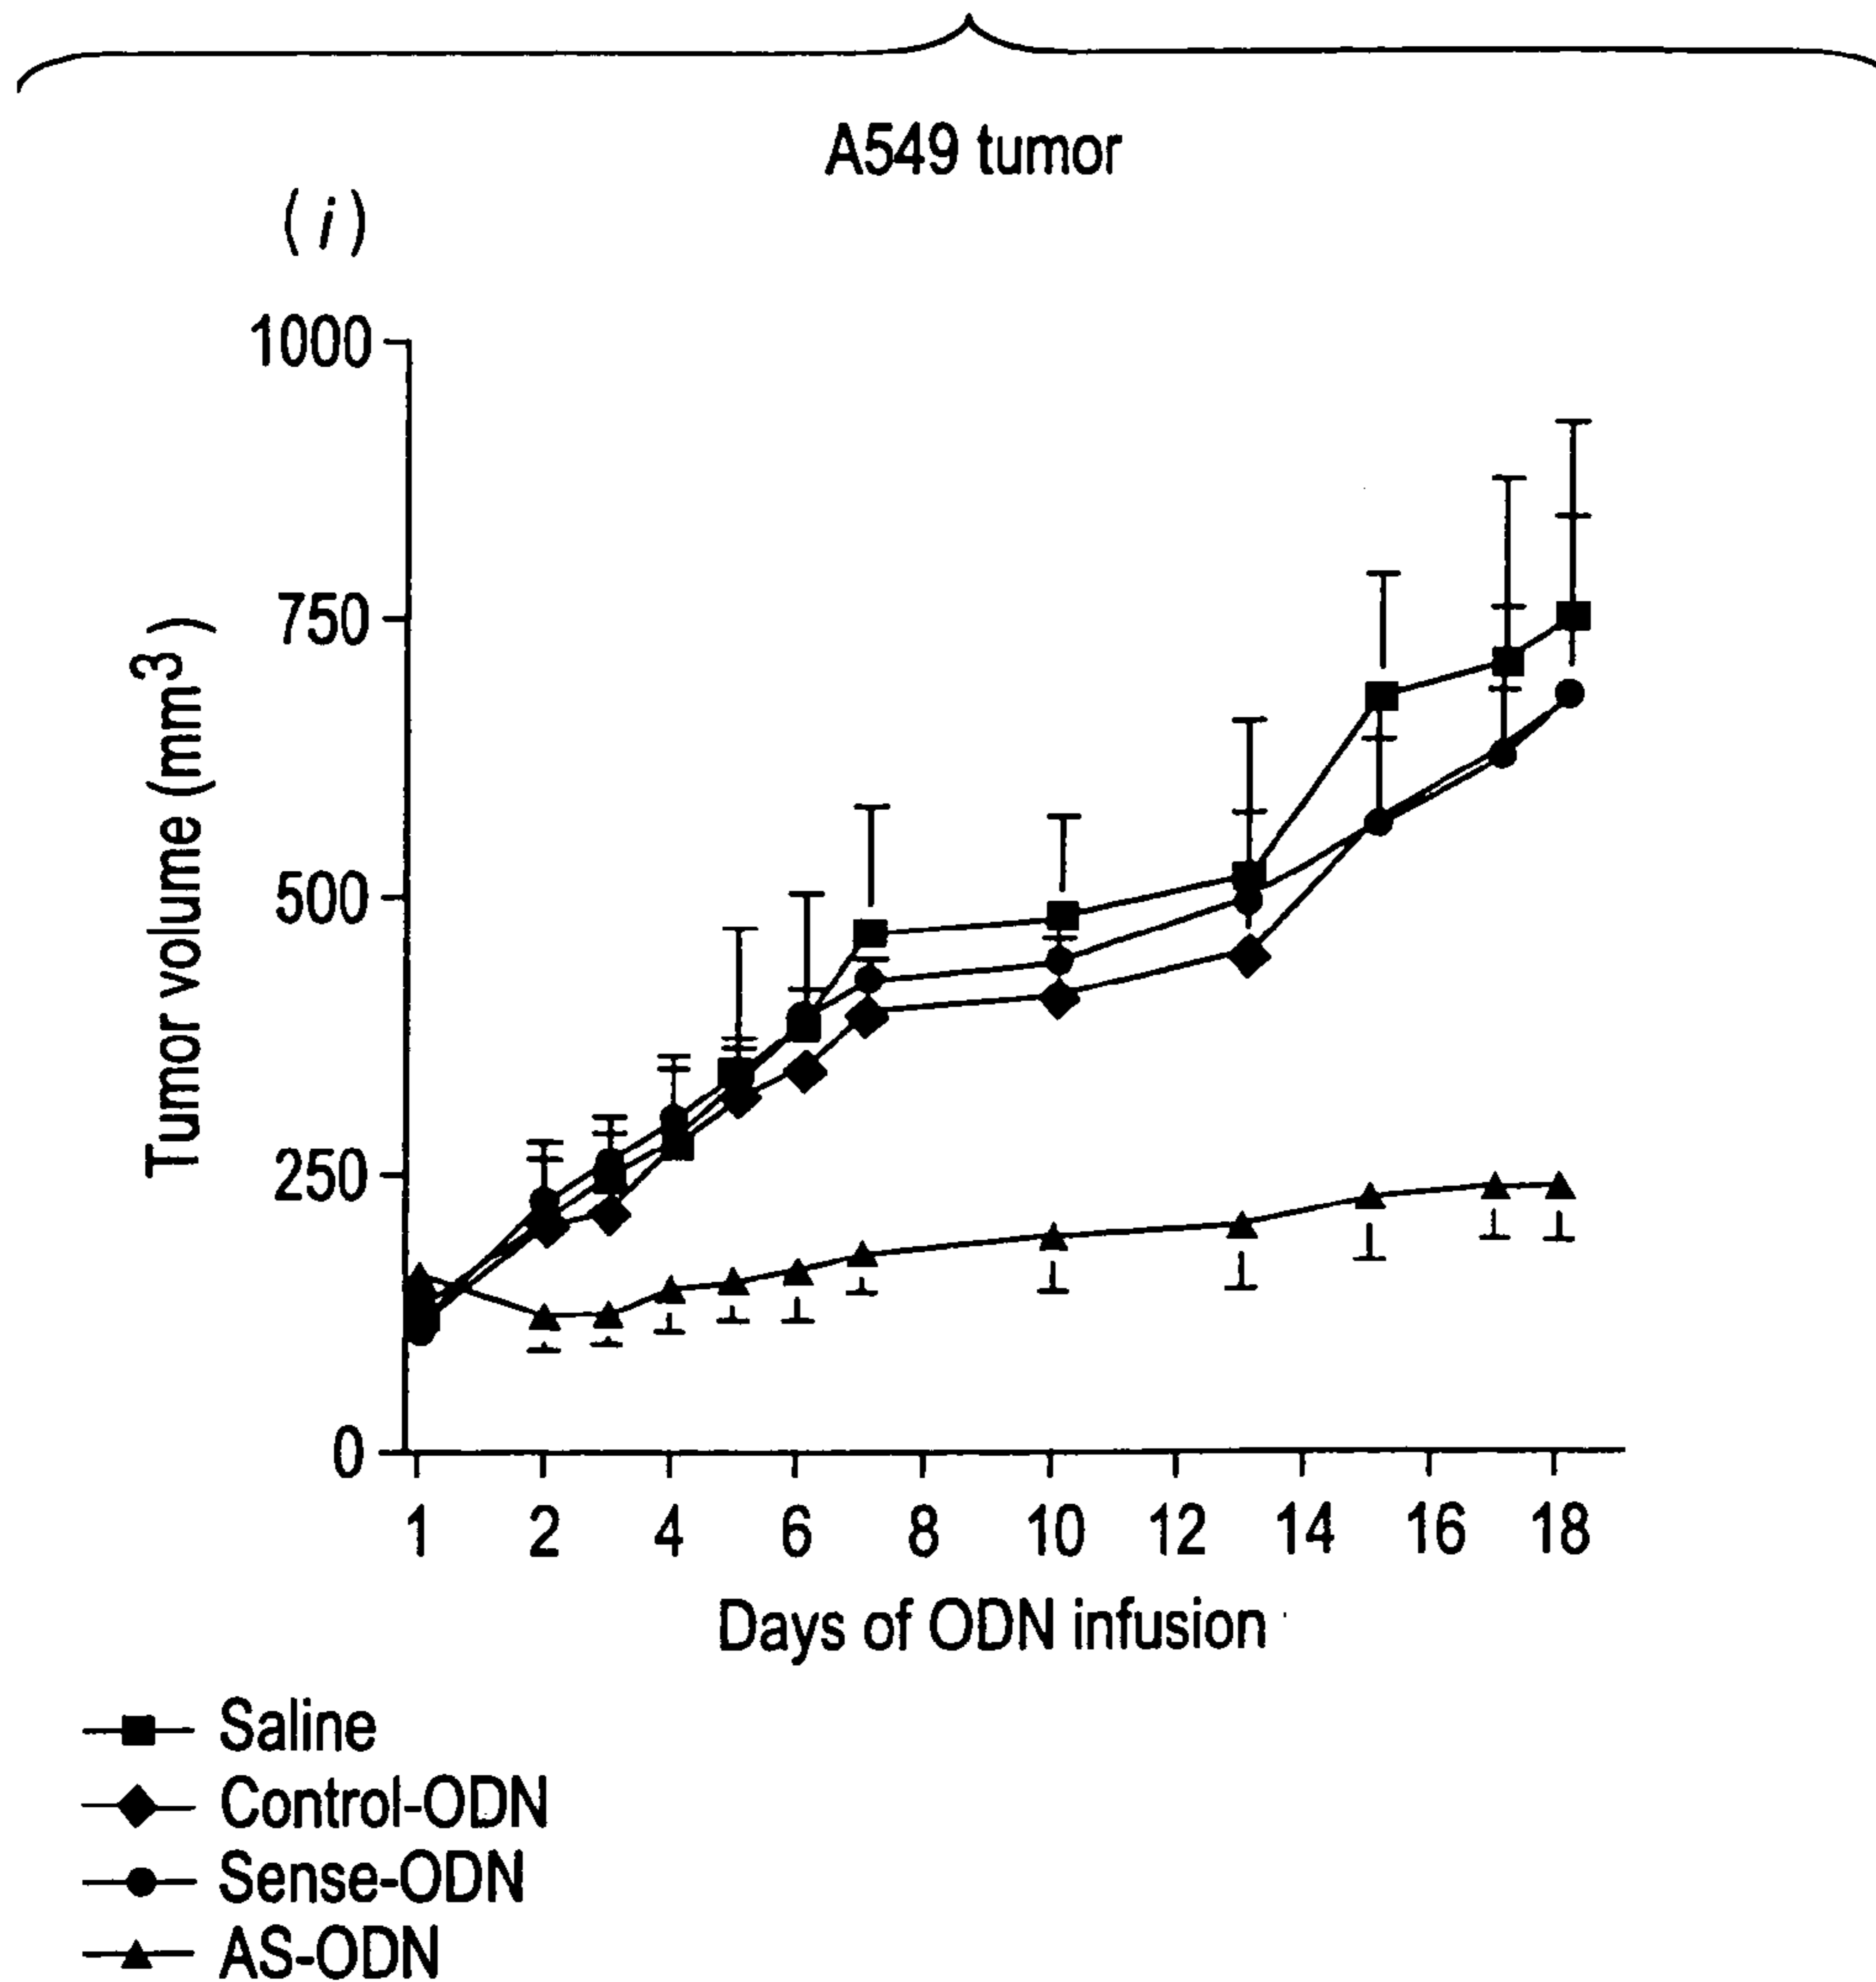 A549 tumor
(i)
1000
750
500
250
0
Tumor volume (mm3)
1 2 4 6 8 10 12 14 16 18
Days of ODN infusion
Saline
Control-ODN
Sense-ODN
AS-ODN